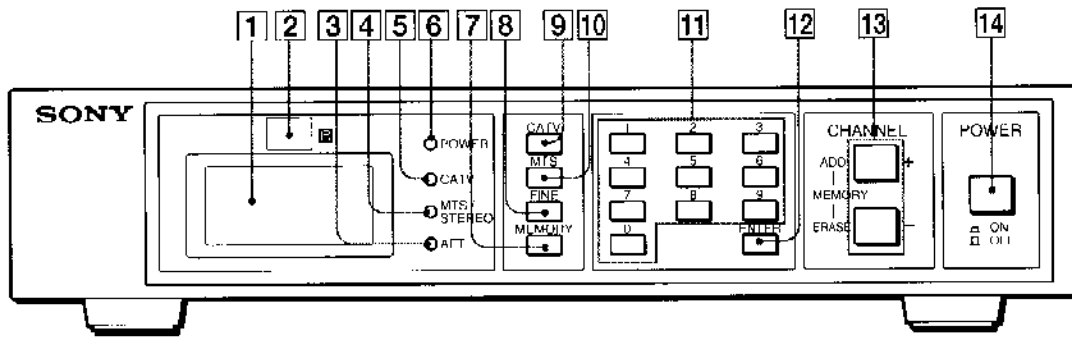 1 2 3 4 5 6 7 8 9 10 11 12 13 14
SONY
R
POWER
CATV
MTS/
STEREO
AFT
CATV
MTS
FINE
MEMORY
1 2 3
4 5 6
7 8 9
0 ENTER
CHANNEL
ADD +
MEMORY
ERASE −
POWER
ON
OFF